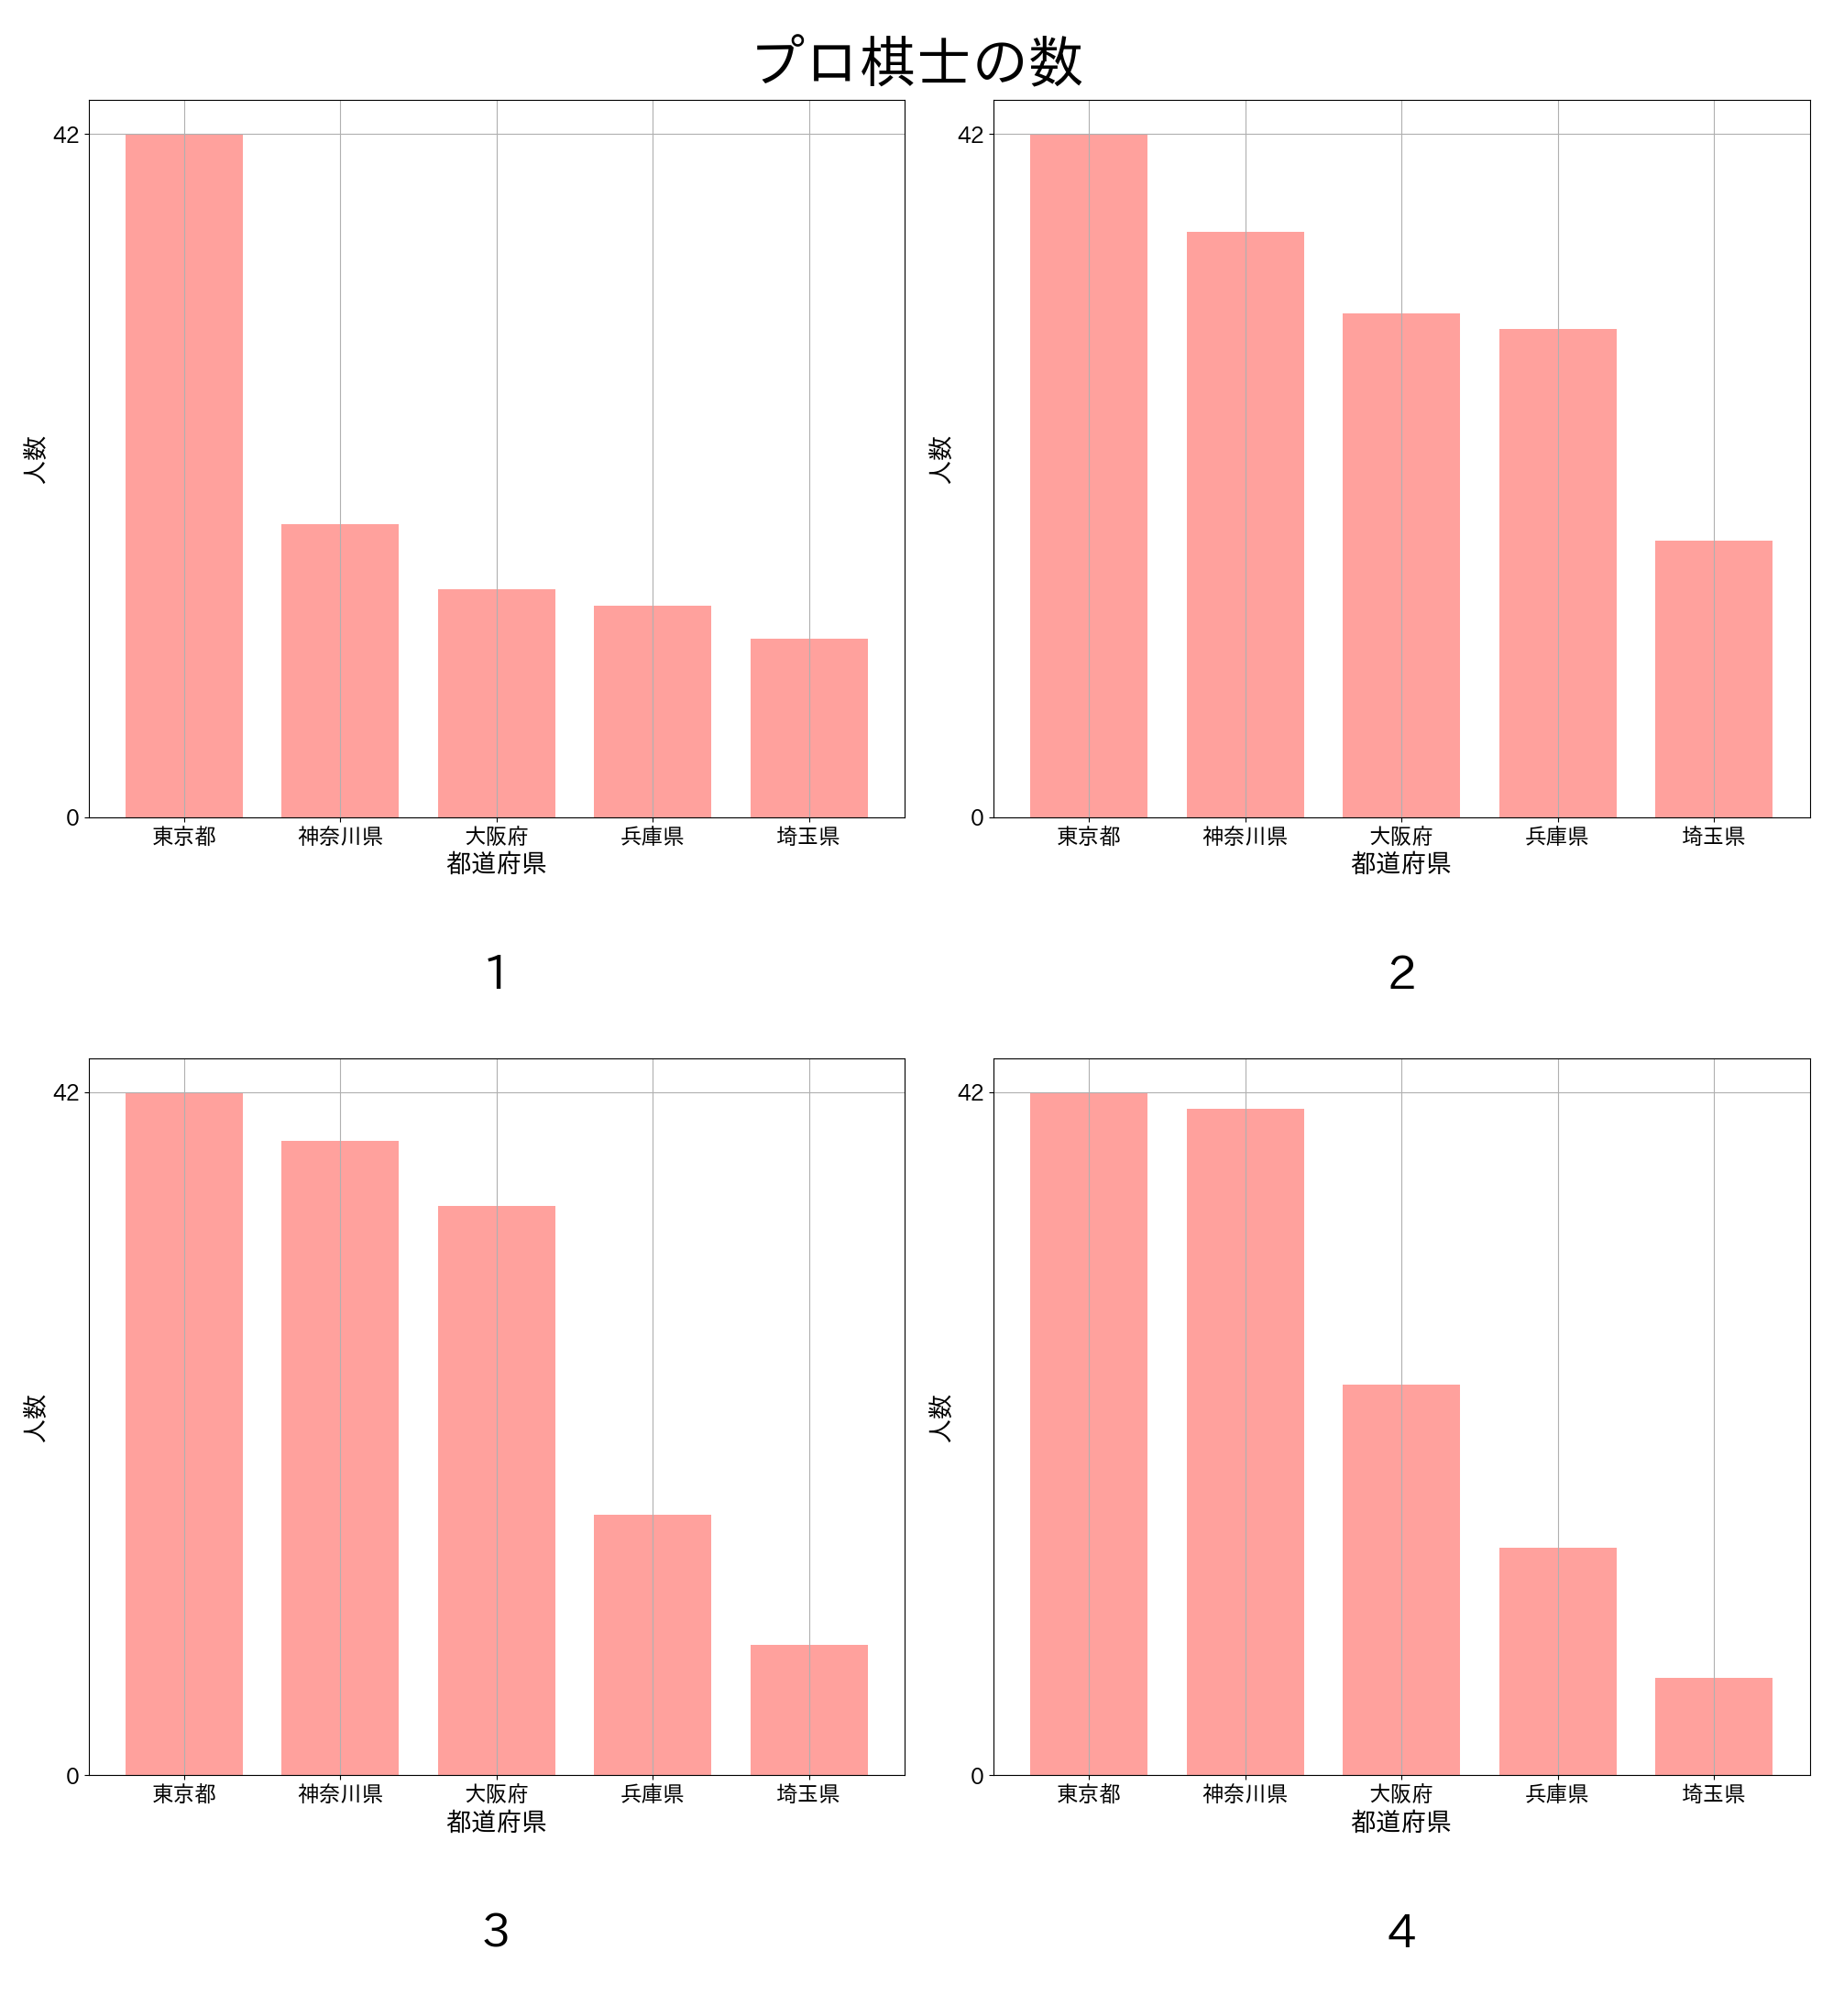 プロ棋士の数
42
0
人数
東京都 神奈川県 大阪府 兵庫県 埼玉県
都道府県
1
42
0
人数
東京都 神奈川県 大阪府 兵庫県 埼玉県
都道府県
2
42
0
人数
東京都 神奈川県 大阪府 兵庫県 埼玉県
都道府県
3
42
0
人数
東京都 神奈川県 大阪府 兵庫県 埼玉県
都道府県
4